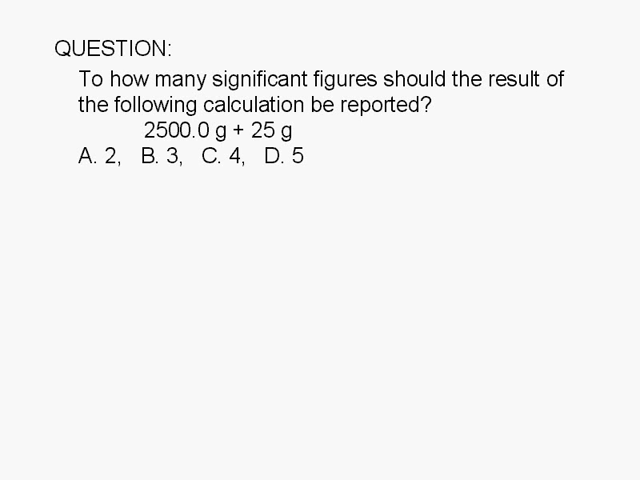 QUESTION:
To how many significant figures should the result of
the following calculation be reported?
2500.0 g + 25 g
A. 2,   B. 3,   C. 4,   D. 5